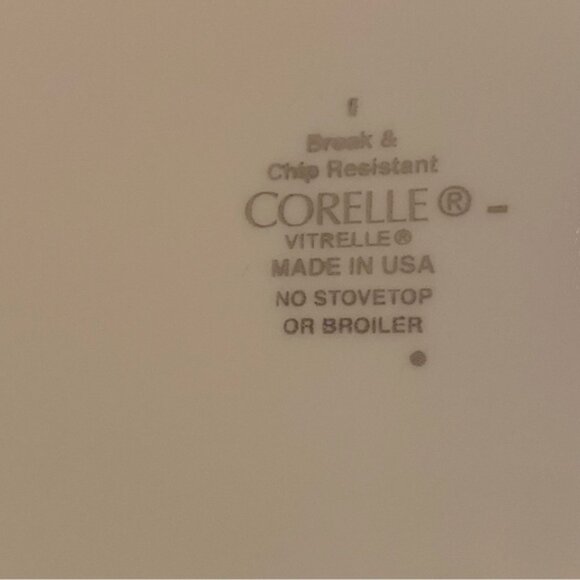 Break &
Chip Resistant
CORELLE® -
VITRELLE®
MADE IN USA
NO STOVETOP
OR BROILER